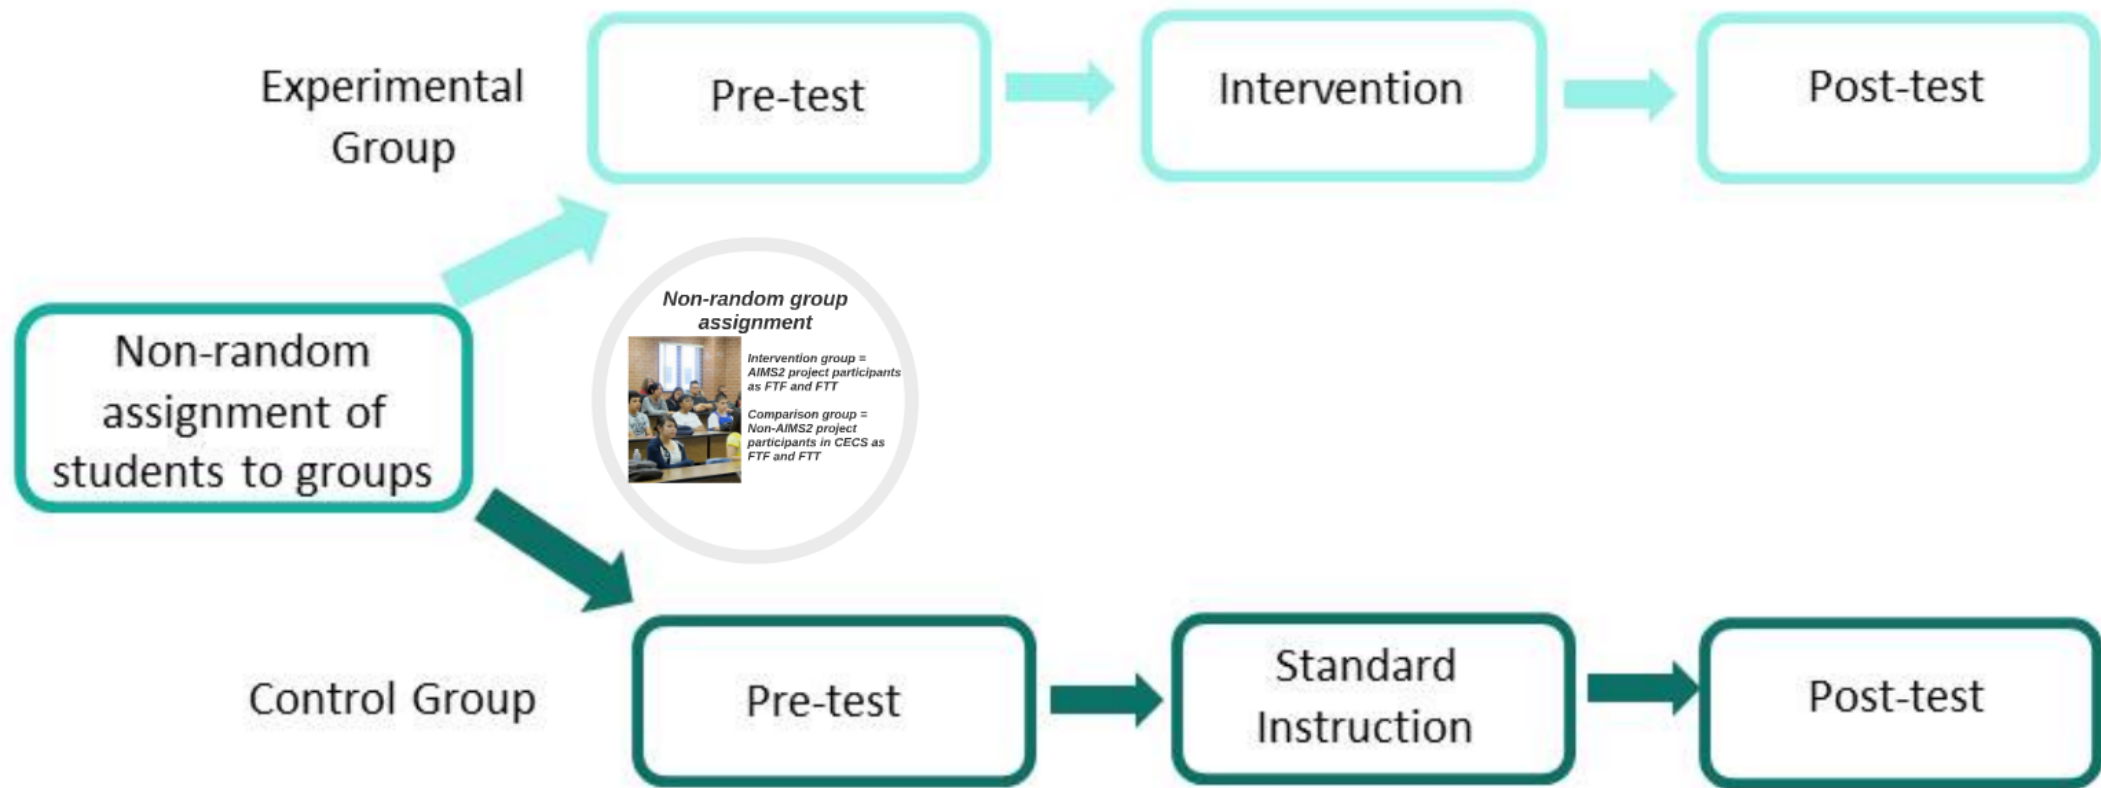 Experimental
Group
Pre-test
Intervention
Post-test
Non-random
assignment of
students to groups
Non-random group
assignment
Intervention group =
AIMS2 project participants
as FTF and FTT
Comparison group =
Non-AIMS2 project
participants in CECS as
FTF and FTT
Control Group
Pre-test
Standard
Instruction
Post-test